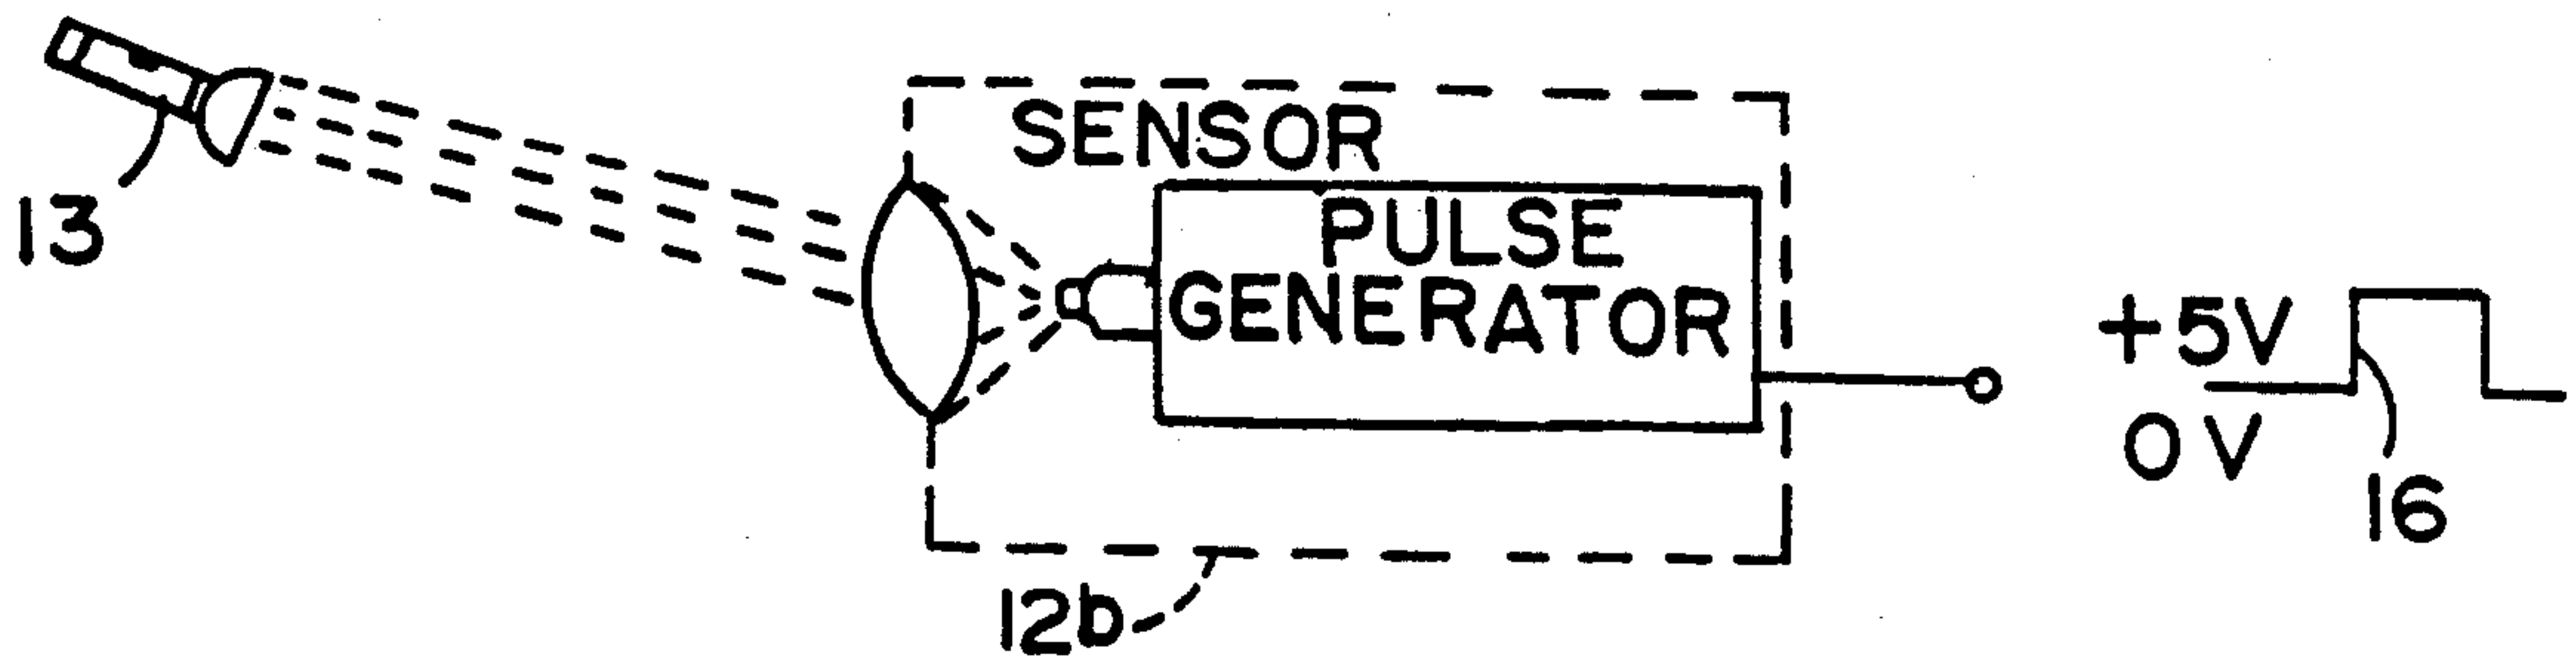 13
SENSOR
PULSE
GENERATOR
12b
+5V
0V
16